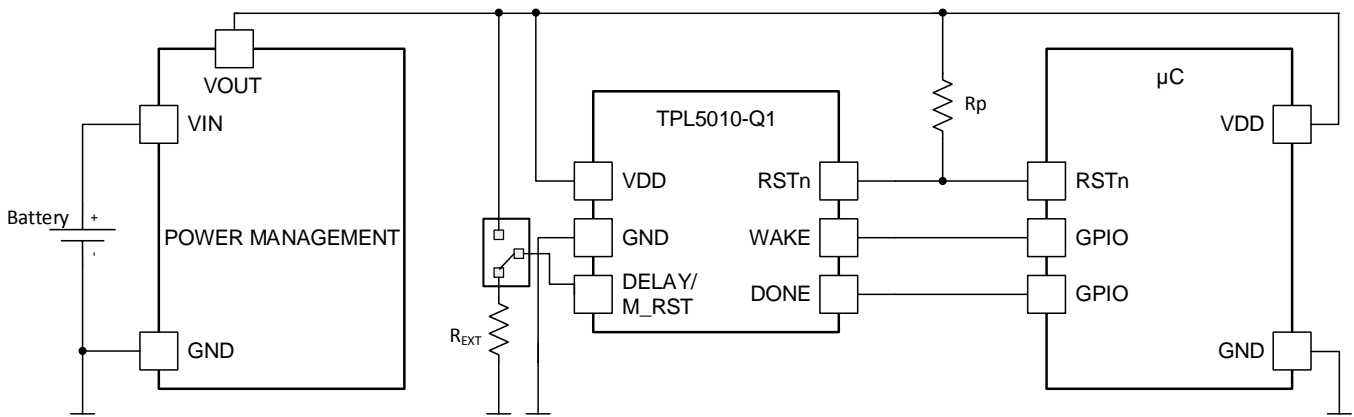 VOUT
VIN
Battery
+
-
POWER MANAGEMENT
GND
R_EXT
TPL5010-Q1
VDD
GND
DELAY/
M_RST
RSTn
WAKE
DONE
Rp
µC
VDD
RSTn
GPIO
GPIO
GND